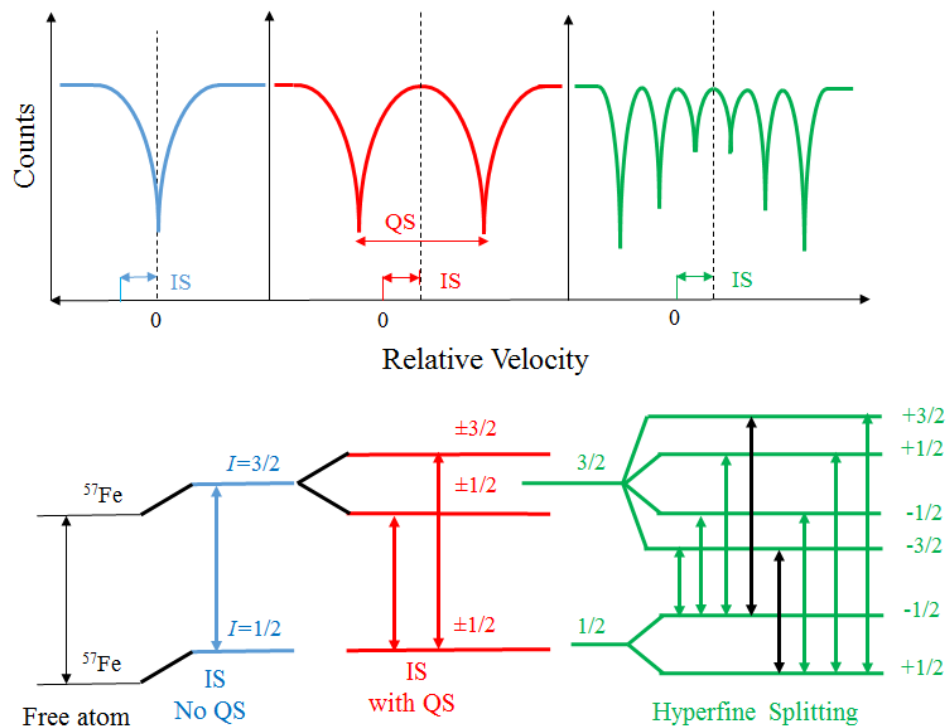 Counts
QS
IS
IS
IS
0
0
0
Relative Velocity
⁵⁷Fe
I=3/2
±3/2
±1/2
3/2
+3/2
+1/2
-1/2
-3/2
⁵⁷Fe
I=1/2
±1/2
1/2
-1/2
+1/2
Free atom
IS
No QS
IS
with QS
Hyperfine Splitting